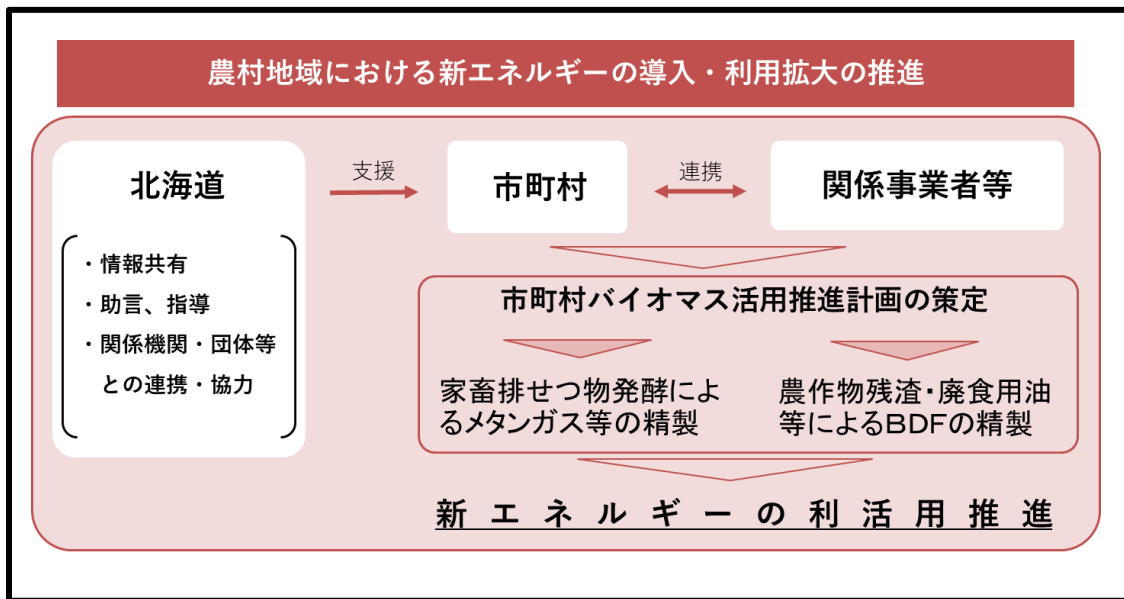 農村地域における新エネルギーの導入・利用拡大の推進
北海道
・情報共有
・助言、指導
・関係機関・団体等
との連携・協力
支援
市町村
連携
関係事業者等
市町村バイオマス活用推進計画の策定
家畜排せつ物発酵によ
るメタンガス等の精製
農作物残渣・廃食用油
等によるBDFの精製
新エネルギーの利活用推進